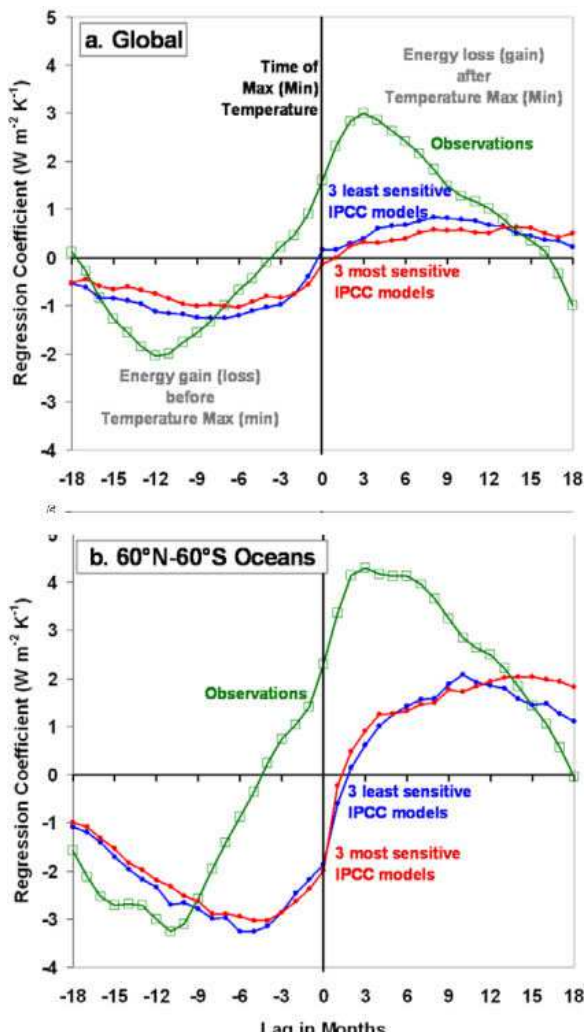 5
4
3
2
1
0
-1
-2
-3
-4
Regression Coefficient (W m⁻² K⁻¹)
a. Global
Time of
Max (Min)
Temperature
Energy loss (gain)
after
Temperature Max (Min)
Observations
3 least sensitive
IPCC models
3 most sensitive
IPCC models
Energy gain (loss)
before
Temperature Max (min)
-18 -15 -12 -9 -6 -3 0 3 6 9 12 15 18
4
3
2
1
0
-1
-2
-3
-4
Regression Coefficient (W m⁻² K⁻¹)
b. 60°N-60°S Oceans
Observations
3 least sensitive
IPCC models
3 most sensitive
IPCC models
-18 -15 -12 -9 -6 -3 0 3 6 9 12 15 18
Lag in Months